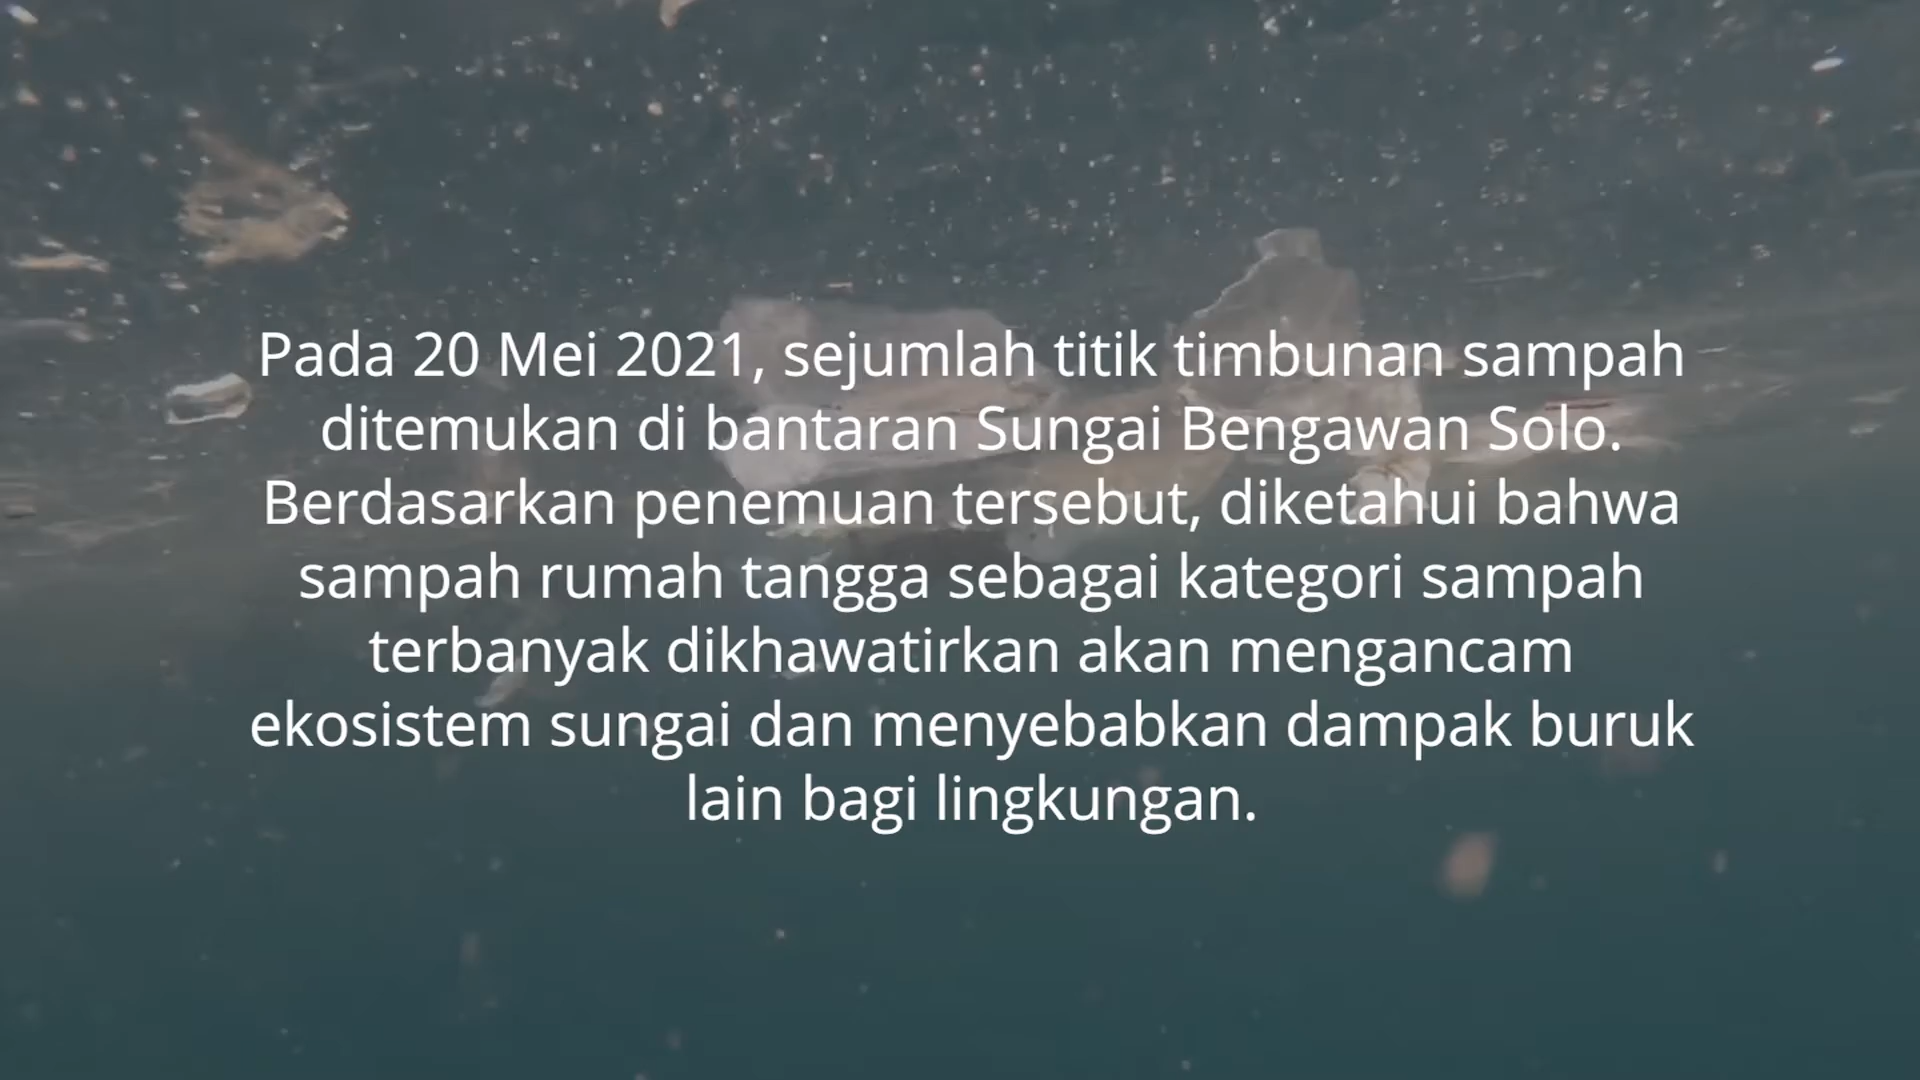 Pada 20 Mei 2021, sejumlah titik timbunan sampah
ditemukan di bantaran Sungai Bengawan Solo.
Berdasarkan penemuan tersebut, diketahui bahwa
sampah rumah tangga sebagai kategori sampah
terbanyak dikhawatirkan akan mengancam
ekosistem sungai dan menyebabkan dampak buruk
lain bagi lingkungan.